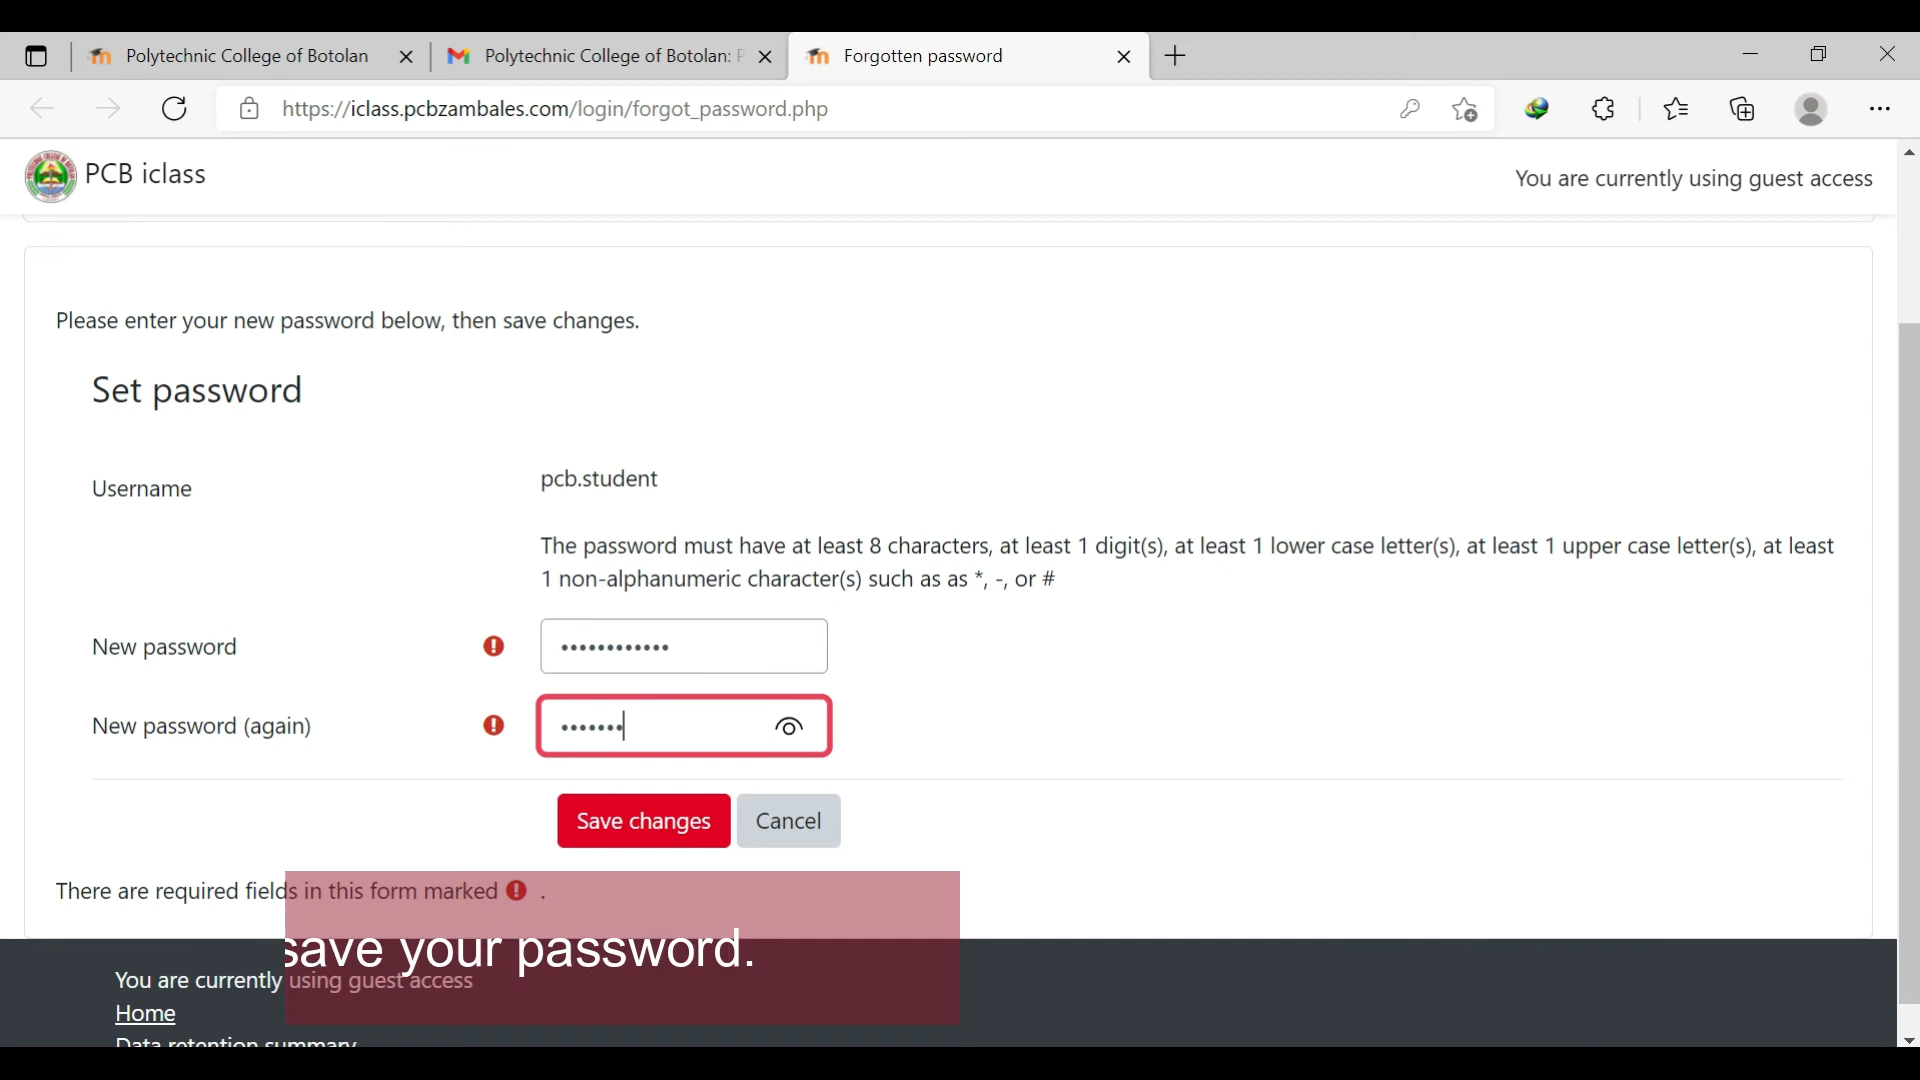 Polytechnic College of Botolan
Polytechnic College of Botolan:
Forgotten password
https://iclass.pcbzambales.com/login/forgot_password.php
PCB iclass
You are currently using guest access
Please enter your new password below, then save changes.
Set password
Username
pcb.student
The password must have at least 8 characters, at least 1 digit(s), at least 1 lower case letter(s), at least 1 upper case letter(s), at least
1 non-alphanumeric character(s) such as as *, -, or #
New password
••••••••••••
New password (again)
•••••••
Save changes
Cancel
There are required fields in this form marked .
save your password.
You are currently using guest access
Home
Data retention summary